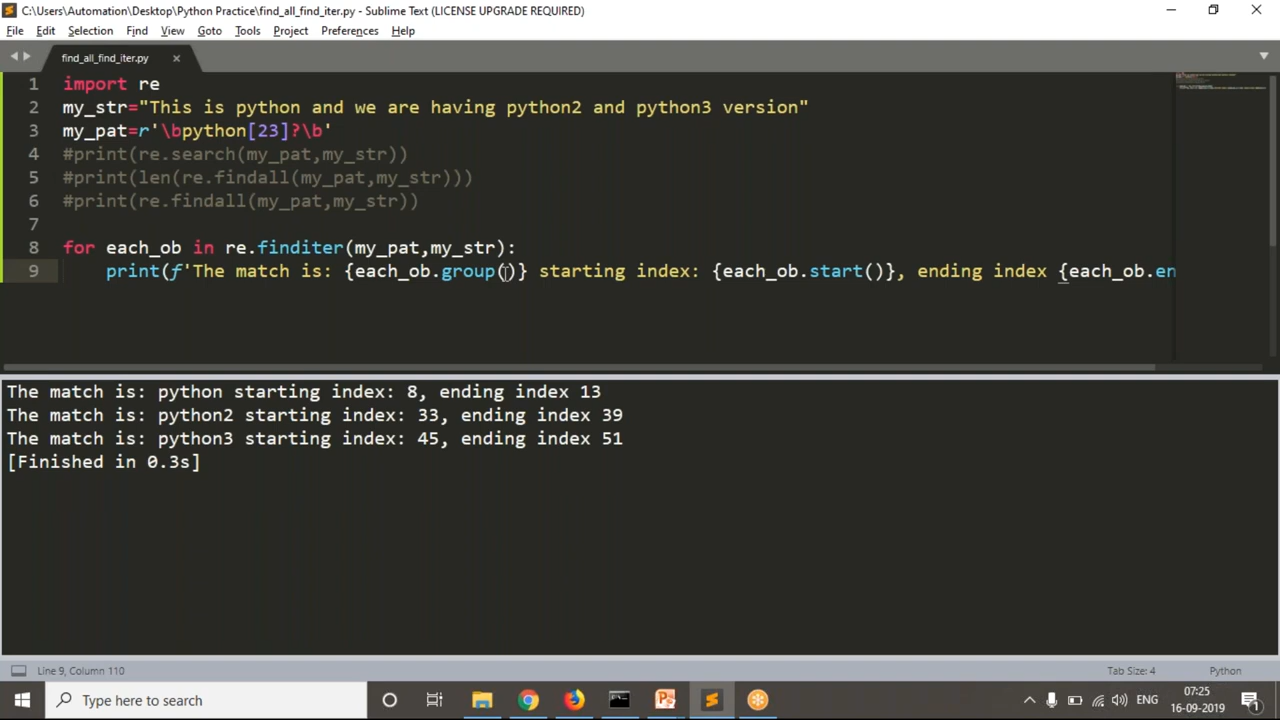 C:\Users\Automation\Desktop\Python Practice\find_all_find_iter.py - Sublime Text (LICENSE UPGRADE REQUIRED)
File Edit Selection Find View Goto Tools Project Preferences Help
find_all_find_iter.py
1 import re
2 my_str="This is python and we are having python2 and python3 version"
3 my_pat=r'\bpython[23]?\b'
4 #print(re.search(my_pat,my_str))
5 #print(len(re.findall(my_pat,my_str)))
6 #print(re.findall(my_pat,my_str))
7
8 for each_ob in re.finditer(my_pat,my_str):
9 print(f'The match is: {each_ob.group()} starting index: {each_ob.start()}, ending index {each_ob.en
The match is: python starting index: 8, ending index 13
The match is: python2 starting index: 33, ending index 39
The match is: python3 starting index: 45, ending index 51
[Finished in 0.3s]
Line 9, Column 110 Tab Size: 4 Python
Type here to search ENG 07:25
16-09-2019 1